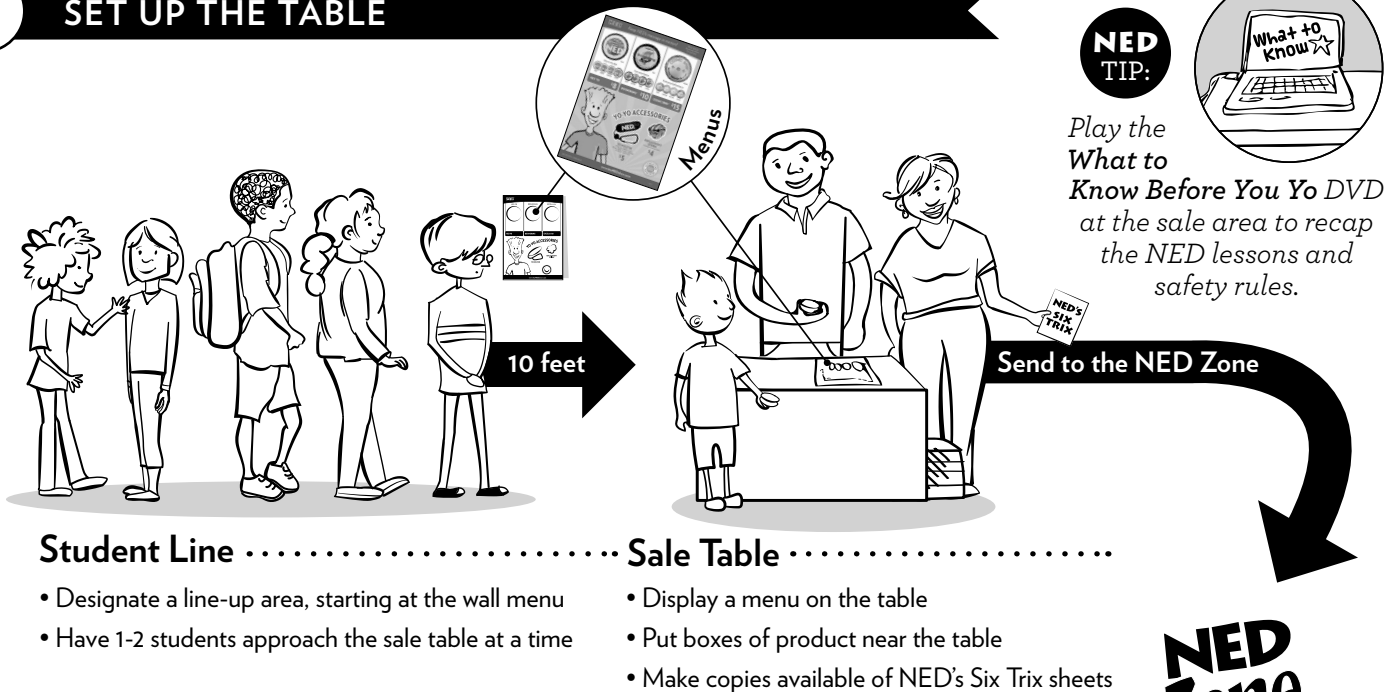 SET UP THE TABLE
Menus
YO-YO ACCESSORIES
NED
TIP:
What to
Know
Play the
What to
Know Before You Yo DVD
at the sale area to recap
the NED lessons and
safety rules.
NED'S
SIX
TRIX
10 feet
Send to the NED Zone
Student Line
• Designate a line-up area, starting at the wall menu
• Have 1-2 students approach the sale table at a time
Sale Table
• Display a menu on the table
• Put boxes of product near the table
• Make copies available of NED's Six Trix sheets
NED